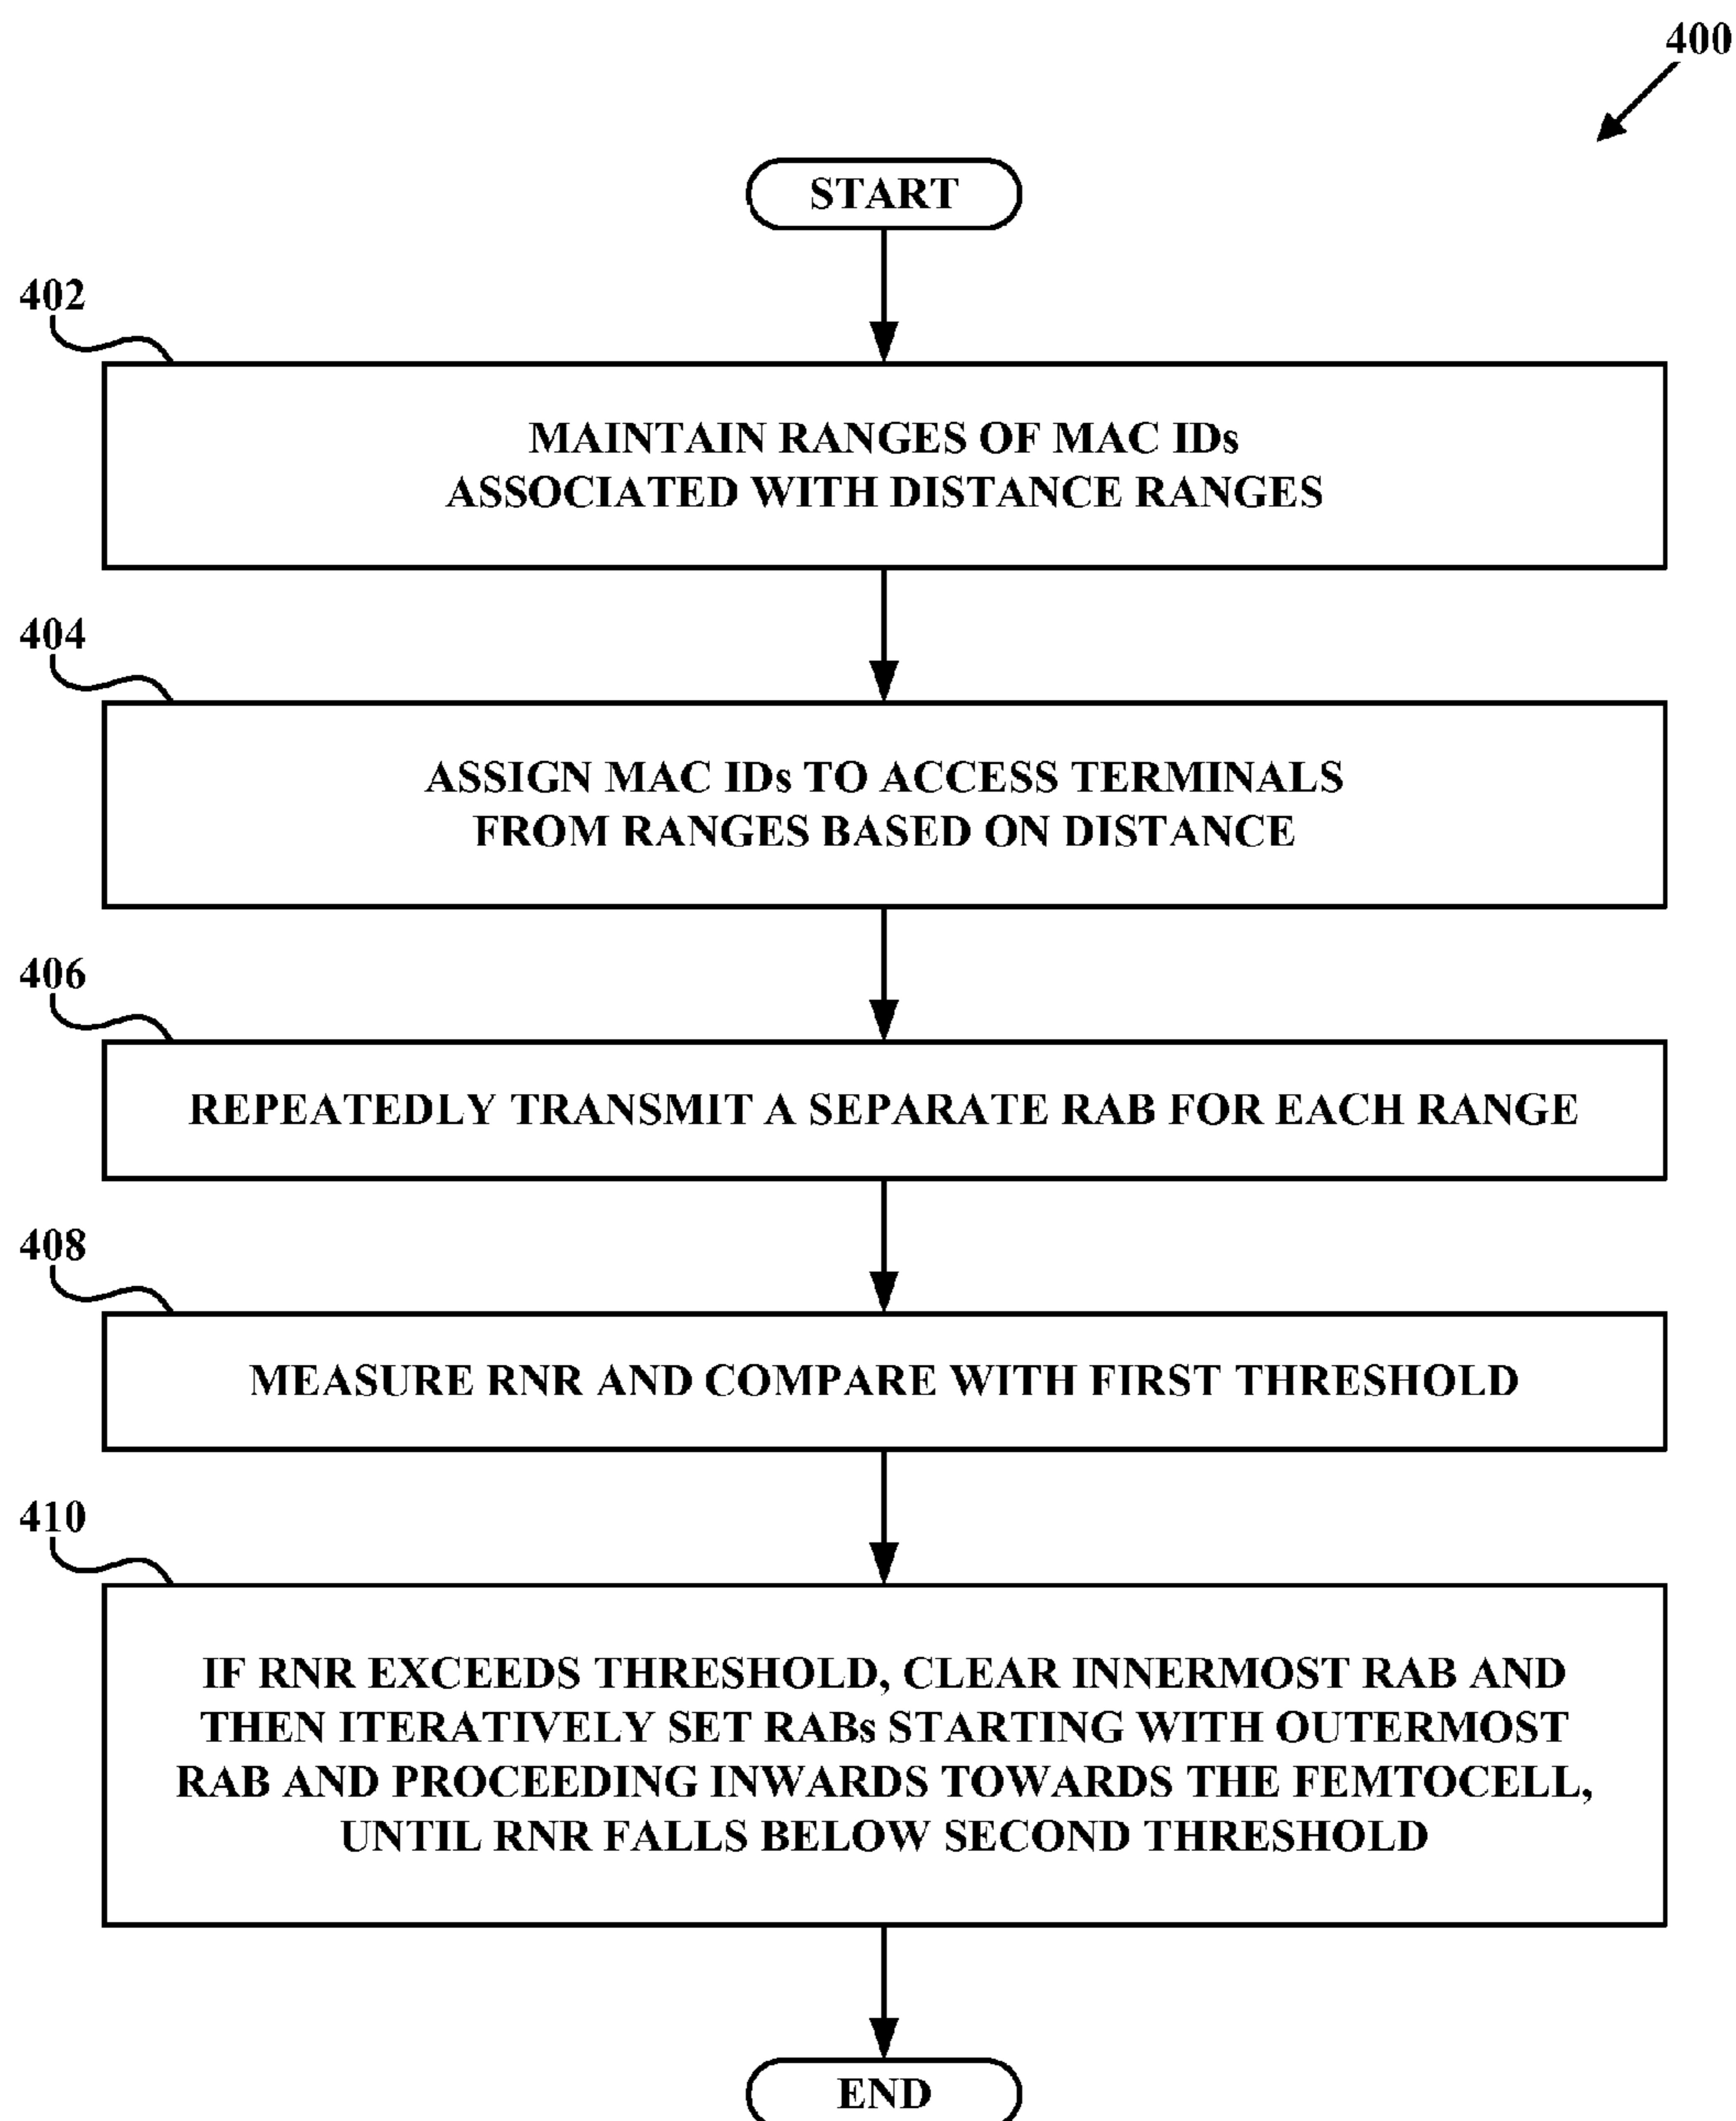 400
START
402
MAINTAIN RANGES OF MAC IDs
ASSOCIATED WITH DISTANCE RANGES
404
ASSIGN MAC IDs TO ACCESS TERMINALS
FROM RANGES BASED ON DISTANCE
406
REPEATEDLY TRANSMIT A SEPARATE RAB FOR EACH RANGE
408
MEASURE RNR AND COMPARE WITH FIRST THRESHOLD
410
IF RNR EXCEEDS THRESHOLD, CLEAR INNERMOST RAB AND
THEN ITERATIVELY SET RABs STARTING WITH OUTERMOST
RAB AND PROCEEDING INWARDS TOWARDS THE FEMTOCELL,
UNTIL RNR FALLS BELOW SECOND THRESHOLD
END